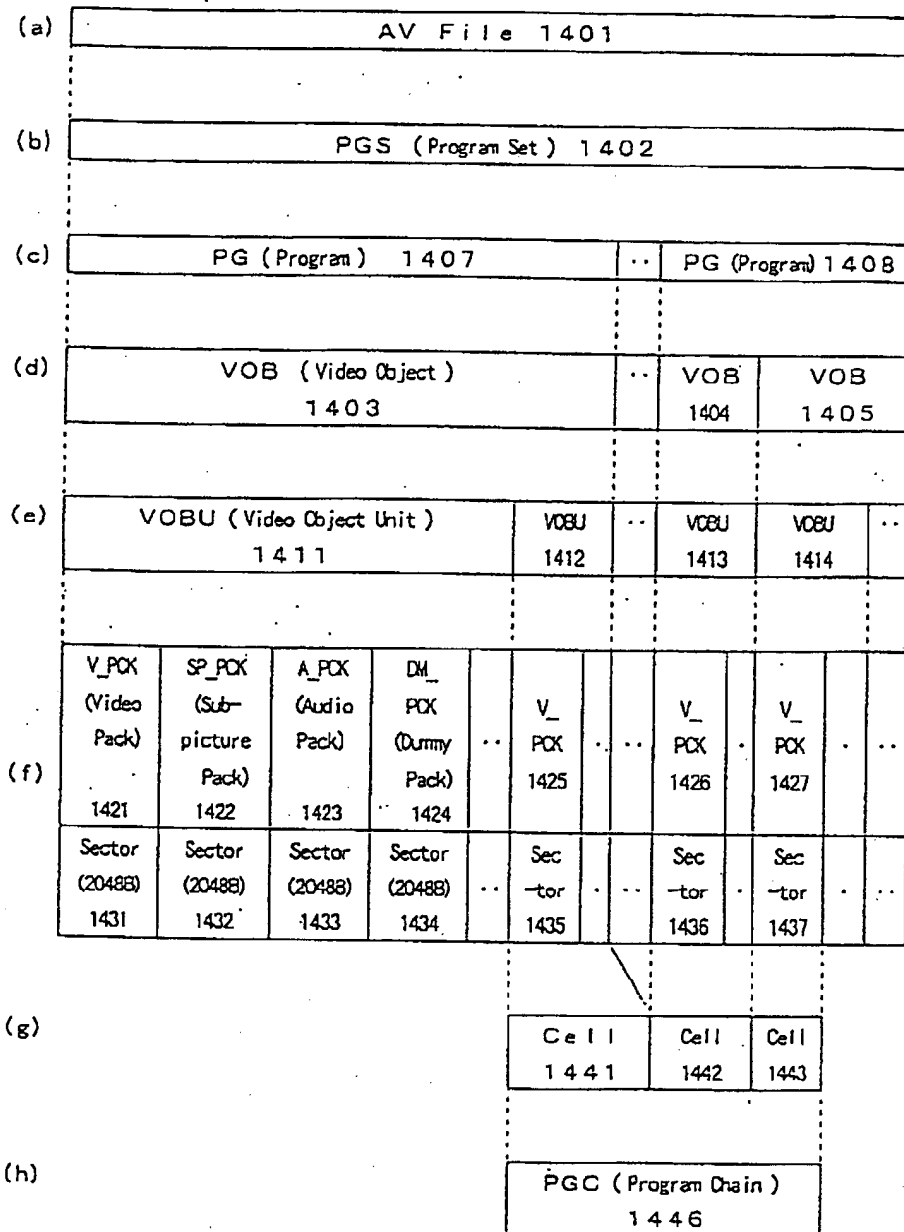 (a) AV File 1401
(b) PGS (Program Set) 1402
(c) PG (Program) 1407 ·· PG (Program) 1408
(d) VOB (Video Object) ·· VOB VOB
1403 1404 1405
(e) VOBU (Video Object Unit) VOBU ·· VOBU VOBU ··
1411 1412 1413 1414
V_PCK SP_PCK A_PCK DM_
(Video (Sub- (Audio PCK V_ V_ V_
Pack) picture Pack) (Dummy ·· PCK · ·· PCK · PCK · ··
(f) Pack) Pack) 1425 1426 1427
1421 1422 1423 1424
Sector Sector Sector Sector Sec Sec Sec
(2048B) (2048B) (2048B) (2048B) ·· -tor · ·· -tor · -tor · ··
1431 1432 1433 1434 1435 1436 1437
(g) Cell Cell Cell
1441 1442 1443
(h) PGC (Program Chain)
1446